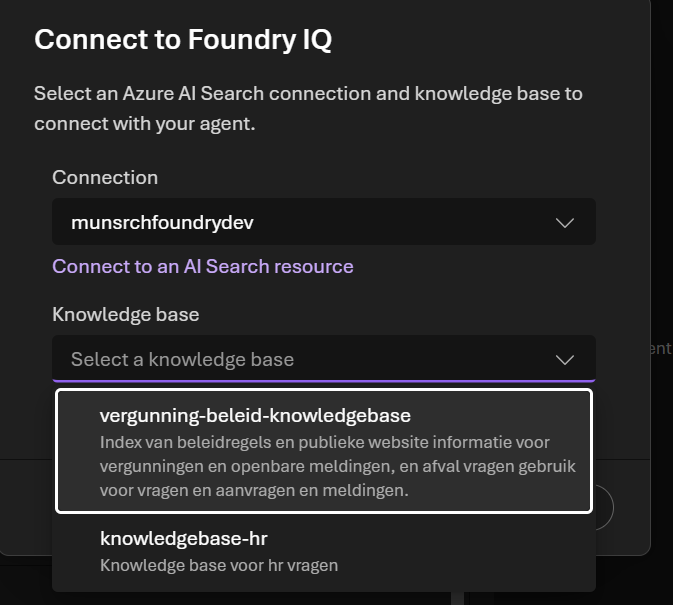 Connect to Foundry IQ
Select an Azure AI Search connection and knowledge base to
connect with your agent.
Connection
munsrchfoundrydev
Connect to an AI Search resource
Knowledge base
Select a knowledge base
ent
vergunning-beleid-knowledgebase
Index van beleidregels en publieke website informatie voor
vergunningen en openbare meldingen, en afval vragen gebruik
voor vragen en aanvragen en meldingen.
knowledgebase-hr
Knowledge base voor hr vragen